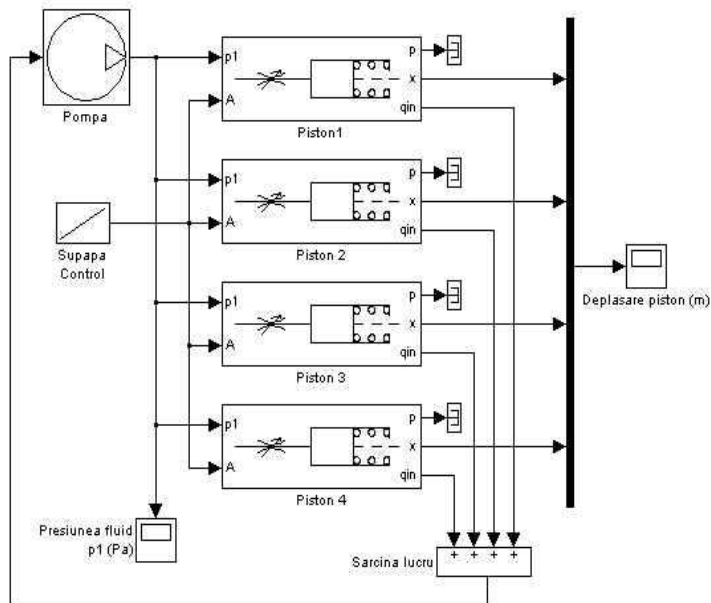 Pompa
p1
A
p
x
qin
Piston1
p1
A
p
x
qin
Piston 2
Supapa
Control
p1
A
p
x
qin
Piston 3
Deplasare piston (m)
p1
A
p
x
qin
Piston 4
Presiunea fluid
p1 (Pa)
Sarcina lucru
+ + + +